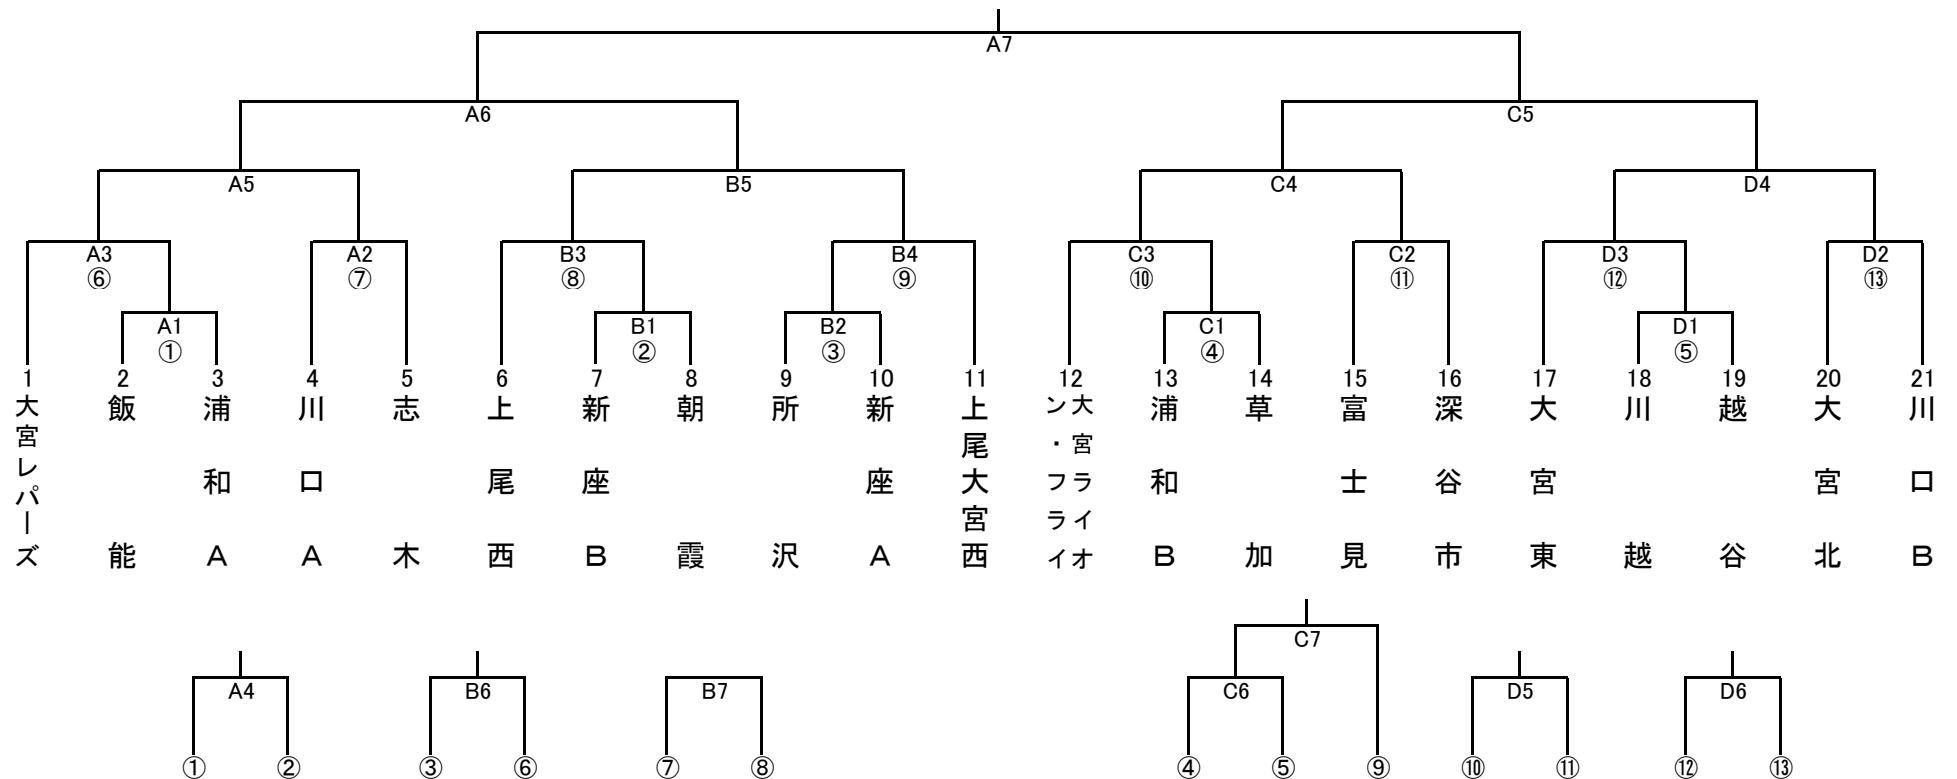 A7
A6
C5
A5
B5
C4
D4
A3
⑥
A2
⑦
B3
⑧
B4
⑨
C3
⑩
C2
⑪
D3
⑫
D2
⑬
A1
①
B1
②
B2
③
C1
④
D1
⑤
1
大宮レパーズ
2
飯能
3
浦和A
4
川口A
5
志木
6
上尾西
7
新座B
8
朝霞
9
所沢
10
新座A
11
上尾大宮西
12
大宮ライオ
ン・フライ
13
浦和B
14
草加
15
富士見
16
深谷市
17
大宮東
18
川越
19
越谷
20
大宮北
21
川口B
C7
A4
B6
B7
C6
D5
D6
①
②
③
⑥
⑦
⑧
④
⑤
⑨
⑩
⑪
⑫
⑬